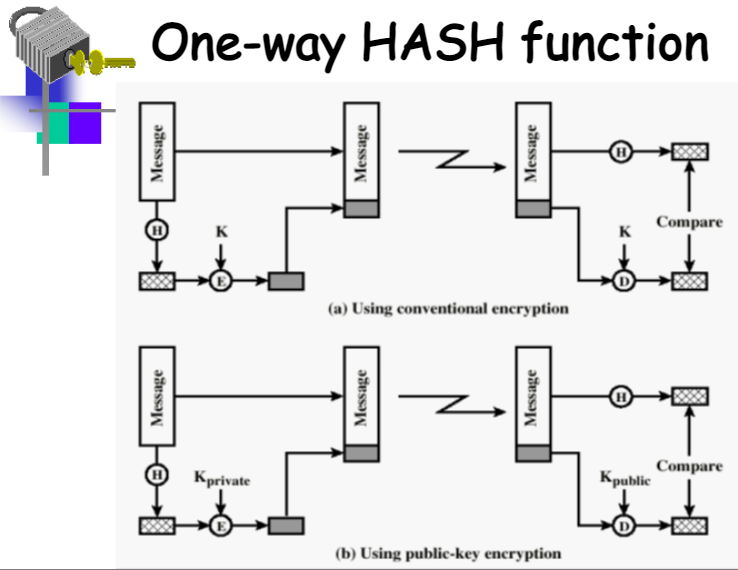 One-way HASH function
Message
Message
Message
H
H
K
K
Compare
E
D
(a) Using conventional encryption
Message
Message
Message
H
H
Kprivate
Kpublic
Compare
E
D
(b) Using public-key encryption